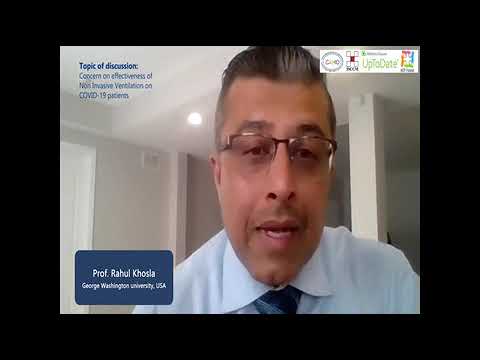 Topic of discussion:
Concern on effectiveness of
Non Invasive Ventilation on
COVID-19 patients
UpToDate
Prof. Rahul Khosla
George Washington university, USA